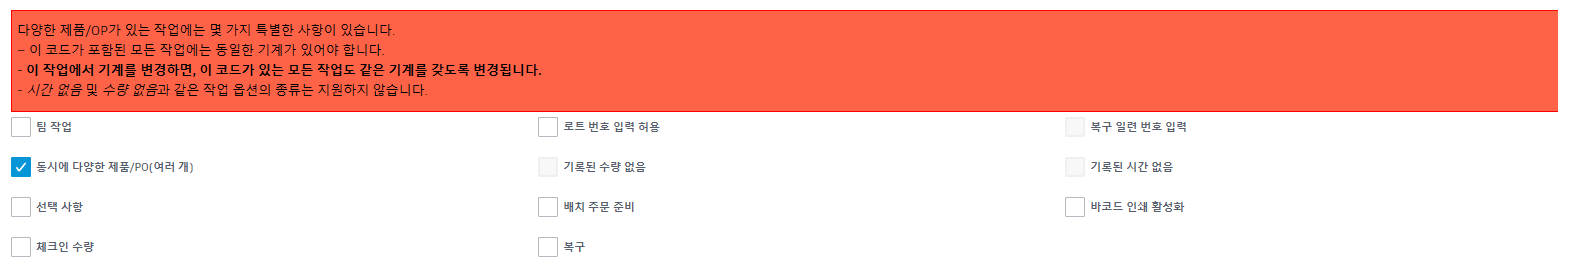 다양한 제품/OP가 있는 작업에는 몇 가지 특별한 사항이 있습니다.
– 이 코드가 포함된 모든 작업에는 동일한 기계가 있어야 합니다.
- 이 작업에서 기계를 변경하면, 이 코드가 있는 모든 작업도 같은 기계를 갖도록 변경됩니다.
- 시간 없음 및 수량 없음과 같은 작업 옵션의 종류는 지원하지 않습니다.
팀 작업
로트 번호 입력 허용
복구 일련 번호 입력
동시에 다양한 제품/PO(여러 개)
기록된 수량 없음
기록된 시간 없음
선택 사항
배치 주문 준비
바코드 인쇄 활성화
체크인 수량
복구